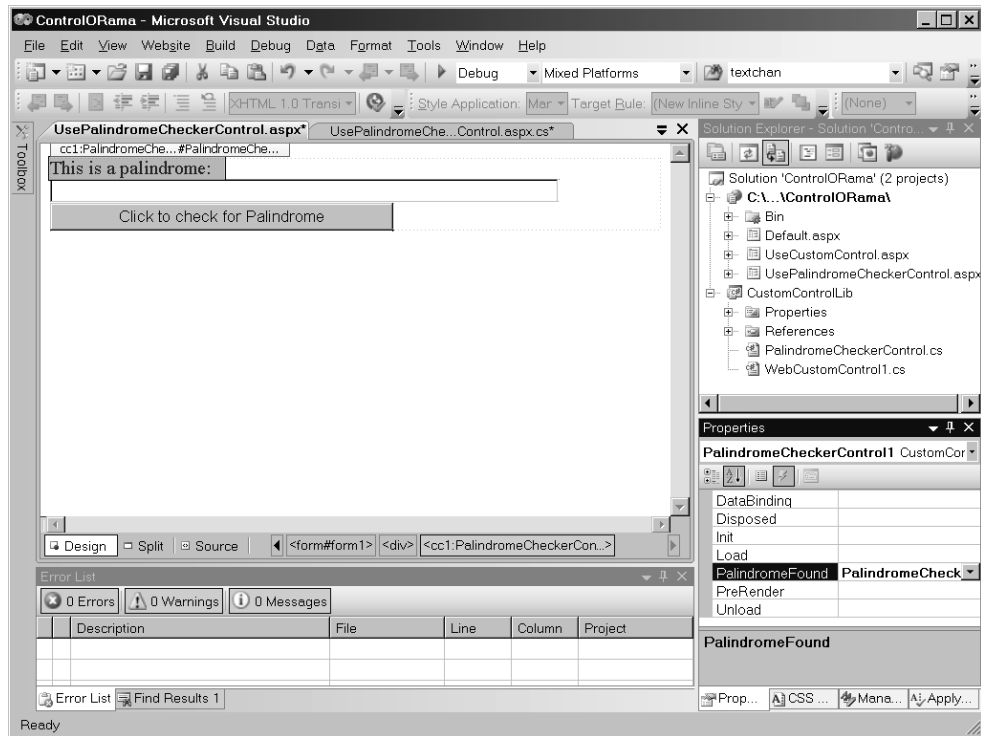 ControlORama - Microsoft Visual Studio
File Edit View Website Build Debug Data Format Tools Window Help
Debug Mixed Platforms textchan
XHTML 1.0 Transi Style Application: Mar Target Rule: (New Inline Sty (None)
Toolbox
UsePalindromeCheckerControl.aspx* UsePalindromeChe...Control.aspx.cs*
cc1:PalindromeChe...#PalindromeChe...
This is a palindrome:
Click to check for Palindrome
Design Split Source <form#form1> <div> <cc1:PalindromeCheckerCon...>
Error List
0 Errors 0 Warnings 0 Messages
Description File Line Column Project
Error List Find Results 1
Solution Explorer - Solution 'Contro...
Solution 'ControlORama' (2 projects)
C:\...\ControlORama\
Bin
Default.aspx
UseCustomControl.aspx
UsePalindromeCheckerControl.aspx
CustomControlLib
Properties
References
PalindromeCheckerControl.cs
WebCustomControl1.cs
Properties
PalindromeCheckerControl1 CustomCor
DataBinding
Disposed
Init
Load
PalindromeFound PalindromeCheck
PreRender
Unload
PalindromeFound
Prop... CSS ... Mana... Apply...
Ready